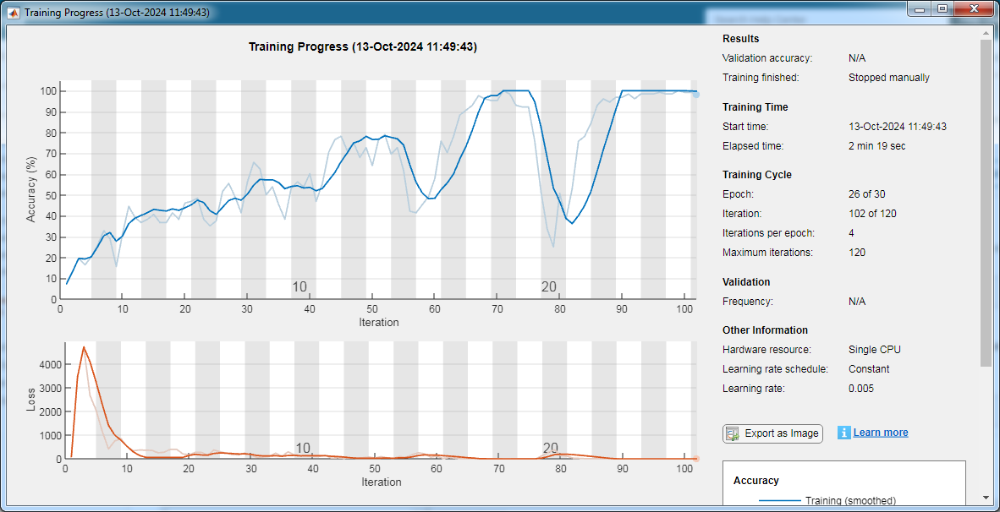 Training Progress (13-Oct-2024 11:49:43)
Training Progress (13-Oct-2024 11:49:43)
Accuracy (%)
100
90
80
70
60
50
40
30
20
10
0
10
20
0 10 20 30 40 50 60 70 80 90 100
Iteration
Loss
4000
3000
2000
1000
0
10
20
0 10 20 30 40 50 60 70 80 90 100
Iteration
Results
Validation accuracy: N/A
Training finished: Stopped manually
Training Time
Start time: 13-Oct-2024 11:49:43
Elapsed time: 2 min 19 sec
Training Cycle
Epoch: 26 of 30
Iteration: 102 of 120
Iterations per epoch: 4
Maximum iterations: 120
Validation
Frequency: N/A
Other Information
Hardware resource: Single CPU
Learning rate schedule: Constant
Learning rate: 0.005
Export as Image
i Learn more
Accuracy
Training (smoothed)